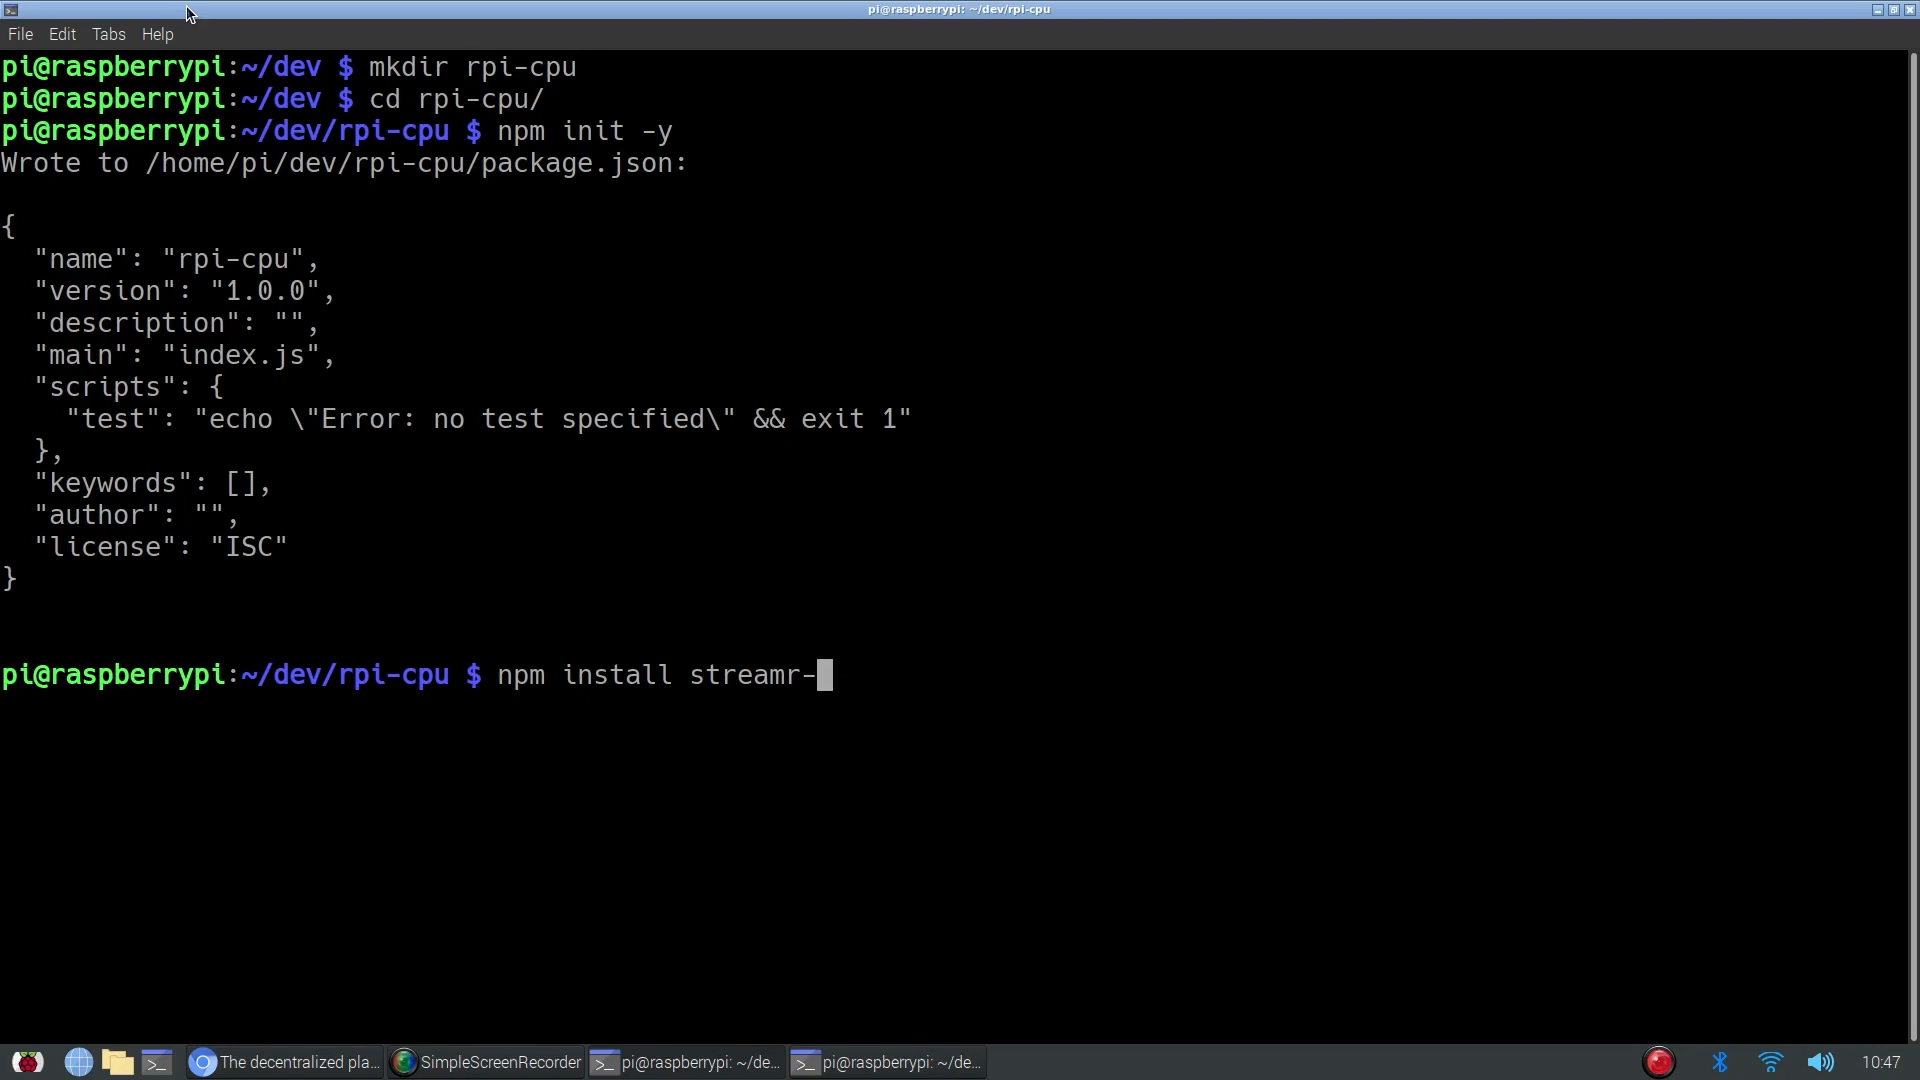 pi@raspberrypi: ~/dev/rpi-cpu
File Edit Tabs Help
pi@raspberrypi:~/dev $ mkdir rpi-cpu
pi@raspberrypi:~/dev $ cd rpi-cpu/
pi@raspberrypi:~/dev/rpi-cpu $ npm init -y
Wrote to /home/pi/dev/rpi-cpu/package.json:
{
  "name": "rpi-cpu",
  "version": "1.0.0",
  "description": "",
  "main": "index.js",
  "scripts": {
    "test": "echo \"Error: no test specified\" && exit 1"
  },
  "keywords": [],
  "author": "",
  "license": "ISC"
}
pi@raspberrypi:~/dev/rpi-cpu $ npm install streamr-
The decentralized pla... SimpleScreenRecorder pi@raspberrypi: ~/de... pi@raspberrypi: ~/de... 10:47